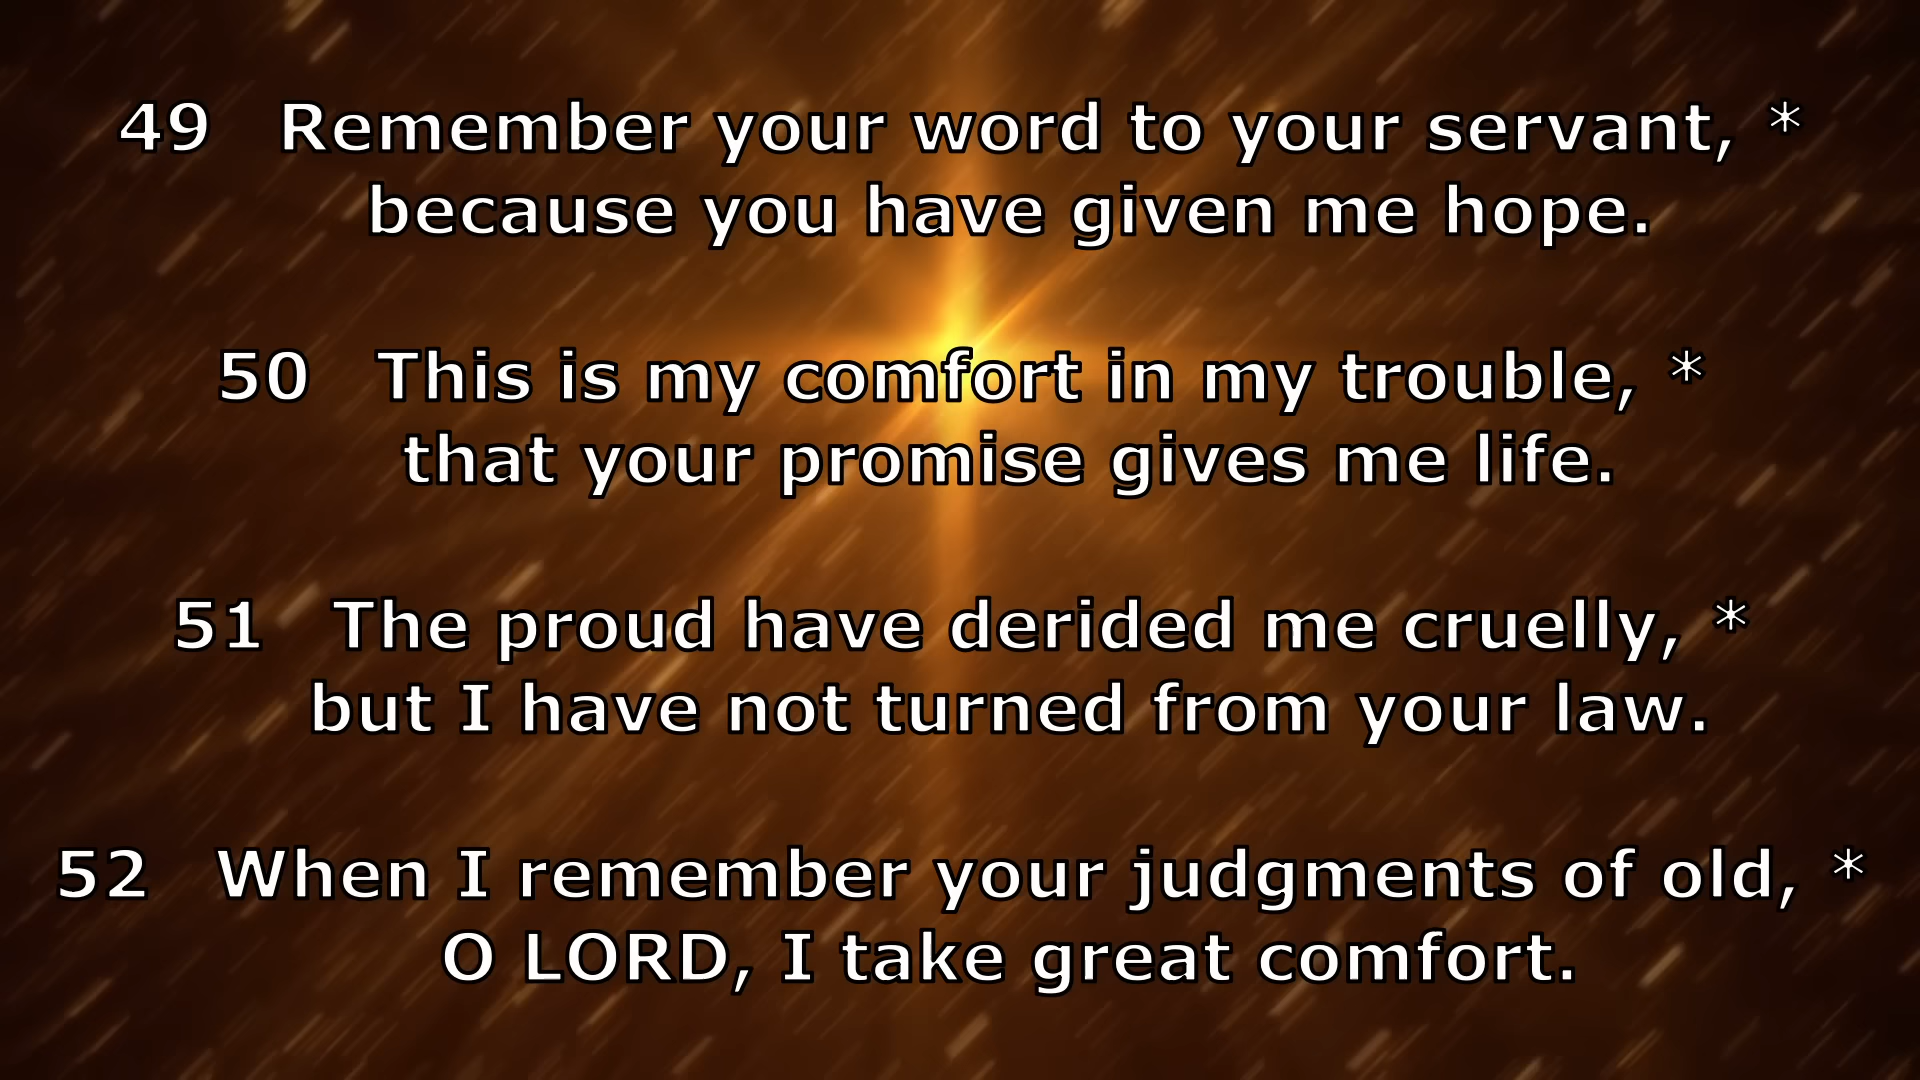 49 Remember your word to your servant, *
because you have given me hope.
50 This is my comfort in my trouble, *
that your promise gives me life.
51 The proud have derided me cruelly, *
but I have not turned from your law.
52 When I remember your judgments of old, *
O LORD, I take great comfort.